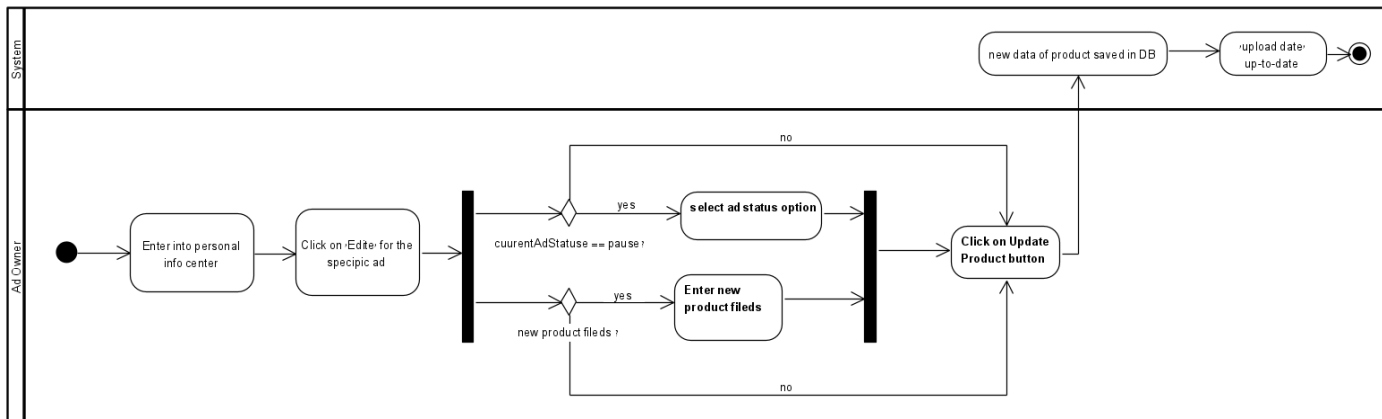 System
new data of product saved in DB
'upload date'
up-to-date
Ad Owner
no
Enter into personal
info center
Click on 'Edite' for the
specipic ad
yes
select ad status option
cuurentAdStatuse == pause?
Click on Update
Product button
yes
Enter new
product fileds
new product fileds ?
no